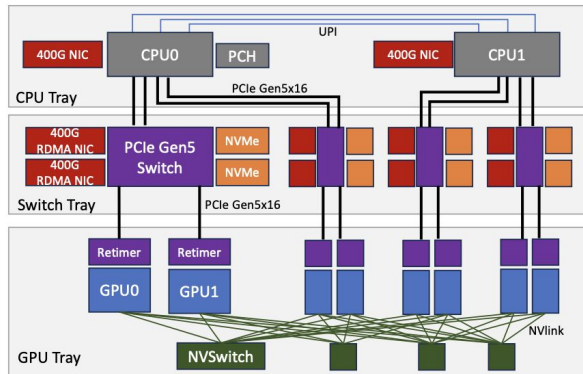 UPI
400G NIC
CPU0
PCH
400G NIC
CPU1
PCIe Gen5x16
CPU Tray
400G
RDMA NIC
400G
RDMA NIC
PCIe Gen5
Switch
NVMe
NVMe
PCIe Gen5x16
Switch Tray
Retimer
Retimer
GPU0
GPU1
NVlink
NVSwitch
GPU Tray